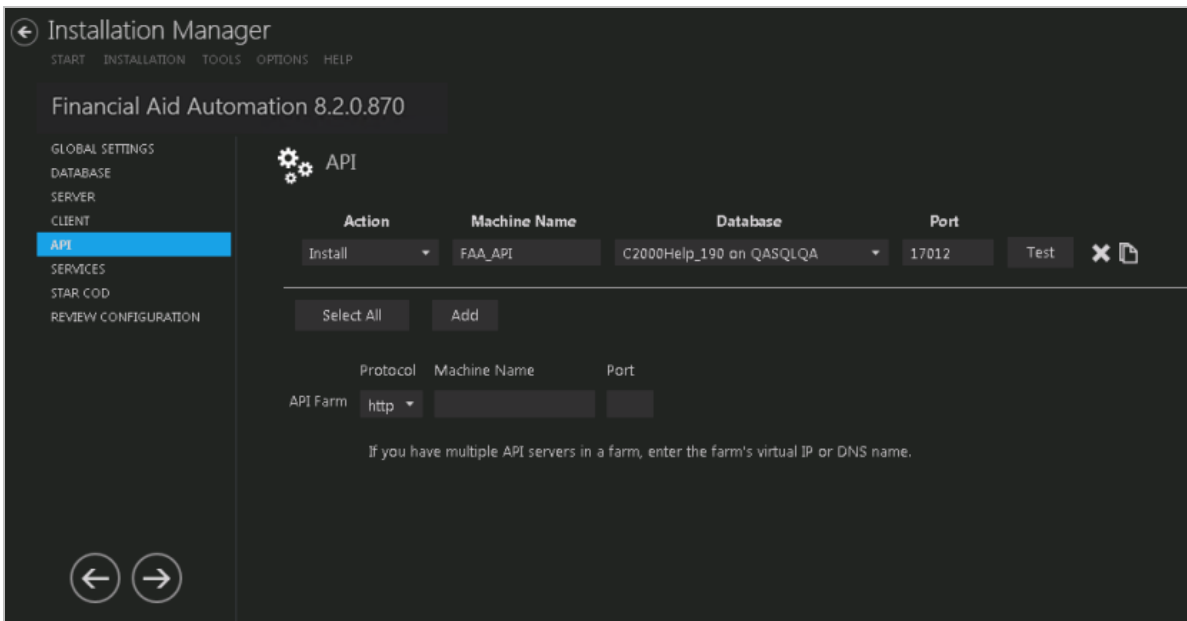 Installation Manager
START INSTALLATION TOOLS OPTIONS HELP
Financial Aid Automation 8.2.0.870
GLOBAL SETTINGS
DATABASE
SERVER
CLIENT
API
SERVICES
STAR COD
REVIEW CONFIGURATION
API
Action Machine Name Database Port
Install FAA_API C2000Help_190 on QASQLQA 17012 Test
Select All Add
Protocol Machine Name Port
API Farm http
If you have multiple API servers in a farm, enter the farm's virtual IP or DNS name.